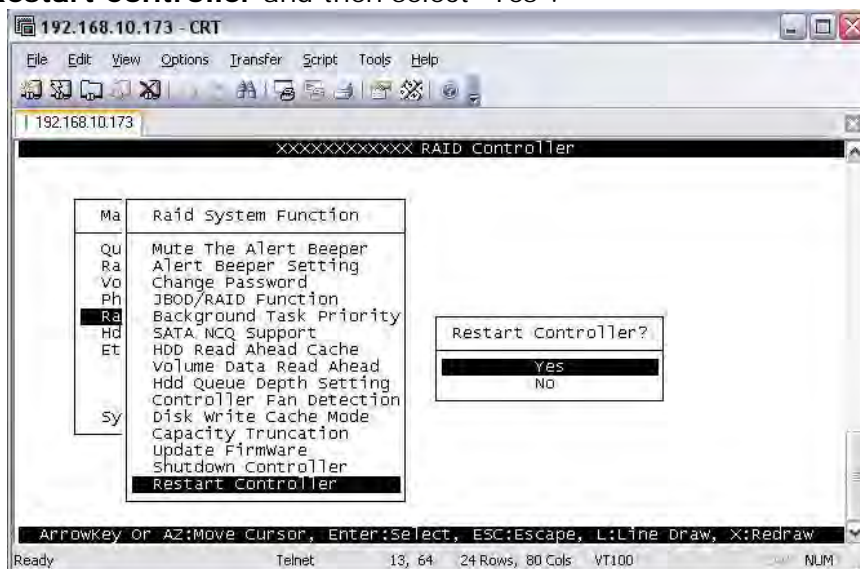 Restart controller and then select "Yes".
192.168.10.173 - CRT
File Edit View Options Transfer Script Tools Help
192.168.10.173
XXXXXXXXXXXX RAID Controller
Ma
Qu
Ra
Vo
Ph
Ra
Hd
Et
Sy
Raid System Function
Mute The Alert Beeper
Alert Beeper Setting
Change Password
JBOD/RAID Function
Background Task Priority
SATA NCQ Support
HDD Read Ahead Cache
Volume Data Read Ahead
Hdd Queue Depth Setting
Controller Fan Detection
Disk Write Cache Mode
Capacity Truncation
Update FirmWare
Shutdown Controller
Restart Controller
Restart Controller?
Yes
No
ArrowKey Or AZ:Move Cursor, Enter:Select, ESC:Escape, L:Line Draw, X:Redraw
Ready Telnet 13, 64 24 Rows, 80 Cols VT100 NUM